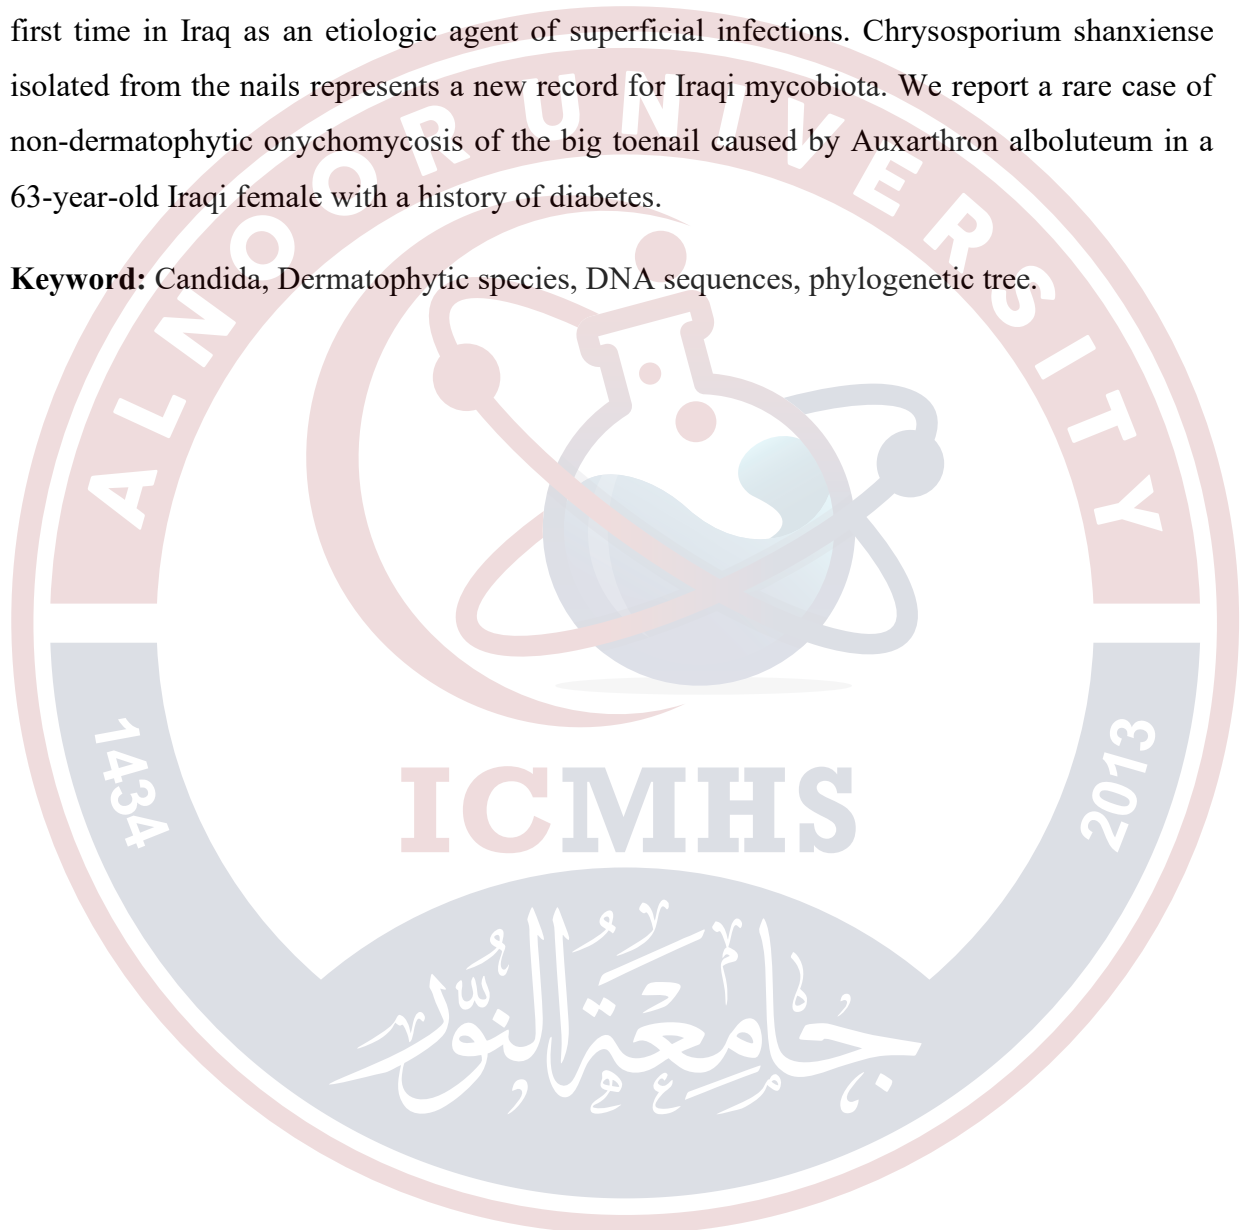 first time in Iraq as an etiologic agent of superficial infections. Chrysosporium shanxiense
isolated from the nails represents a new record for Iraqi mycobiota. We report a rare case of
non-dermatophytic onychomycosis of the big toenail caused by Auxarthron alboluteum in a
63-year-old Iraqi female with a history of diabetes.
Keyword: Candida, Dermatophytic species, DNA sequences, phylogenetic tree.
ALNOOR UNIVERSITY
1434
2013
ICMHS
جَامِعَة النُّور